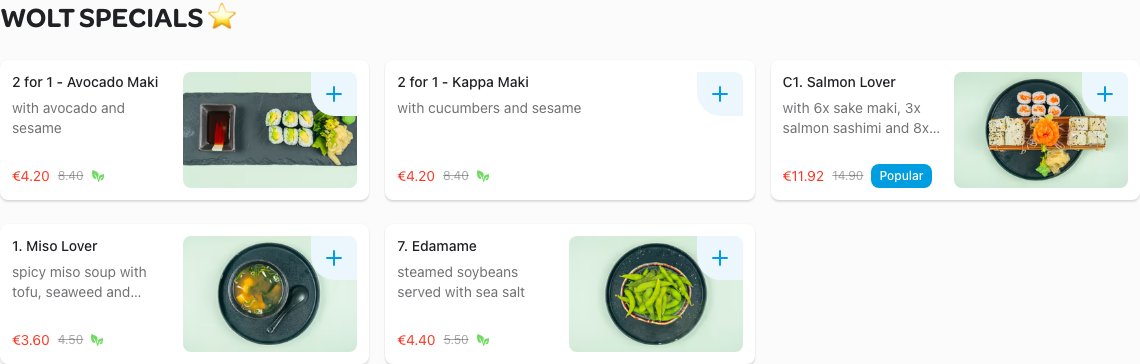 WOLT SPECIALS ⭐
2 for 1 - Avocado Maki
with avocado and
sesame
€4.20 8.40
2 for 1 - Kappa Maki
with cucumbers and sesame
€4.20 8.40
C1. Salmon Lover
with 6x sake maki, 3x
salmon sashimi and 8x...
€11.92 14.90 Popular
1. Miso Lover
spicy miso soup with
tofu, seaweed and...
€3.60 4.50
7. Edamame
steamed soybeans
served with sea salt
€4.40 5.50